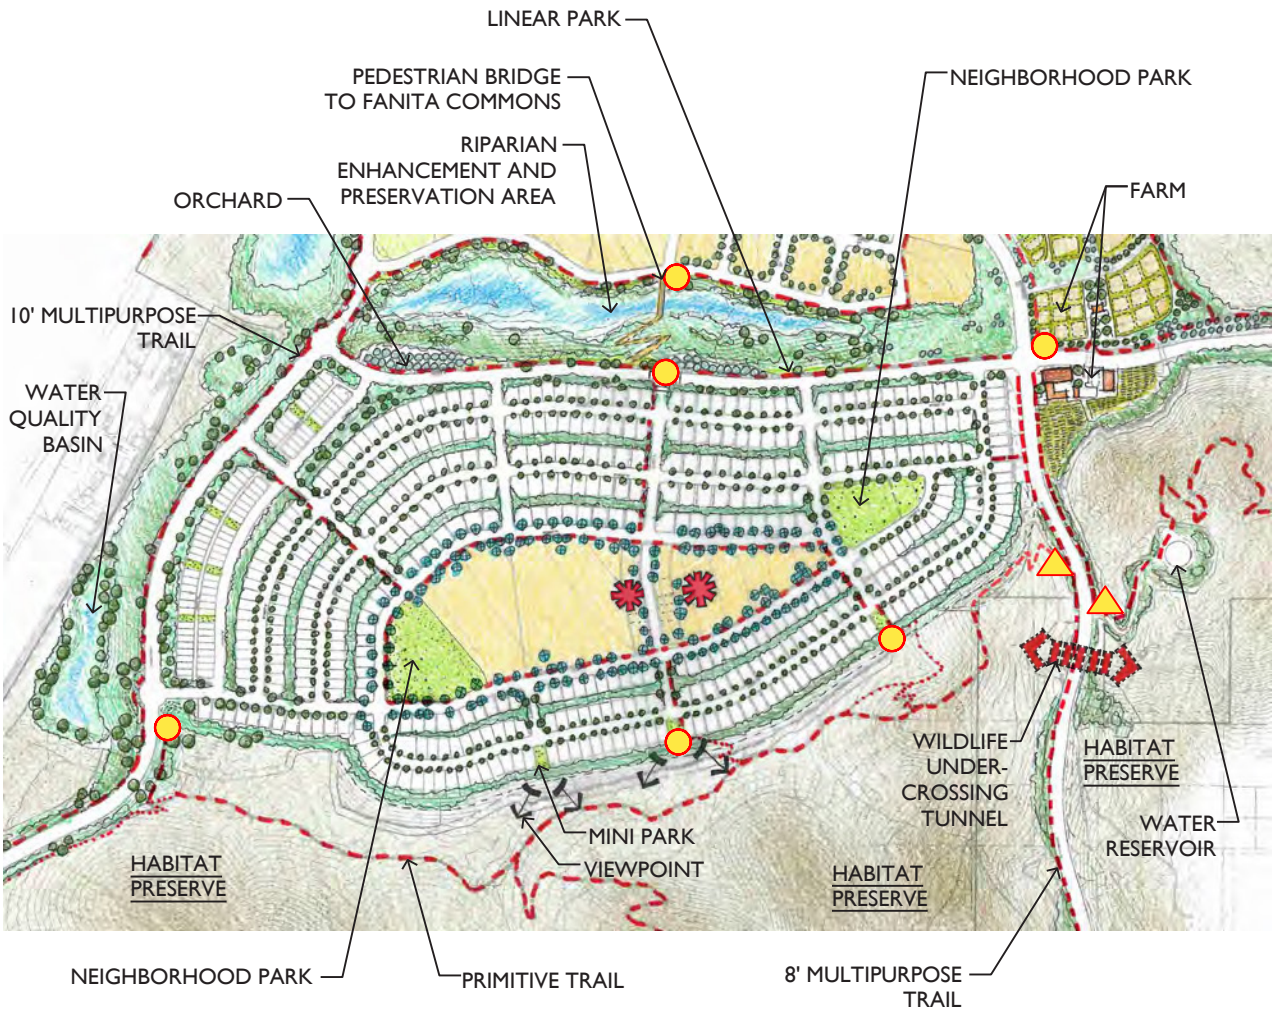 LINEAR PARK
PEDESTRIAN BRIDGE
TO FANITA COMMONS
NEIGHBORHOOD PARK
RIPARIAN
ENHANCEMENT AND
PRESERVATION AREA
ORCHARD
FARM
10' MULTIPURPOSE
TRAIL
WATER
QUALITY
BASIN
WILDLIFE
UNDER-
CROSSING
TUNNEL
HABITAT
PRESERVE
WATER
RESERVOIR
MINI PARK
VIEWPOINT
HABITAT
PRESERVE
HABITAT
PRESERVE
NEIGHBORHOOD PARK
PRIMITIVE TRAIL
8' MULTIPURPOSE
TRAIL